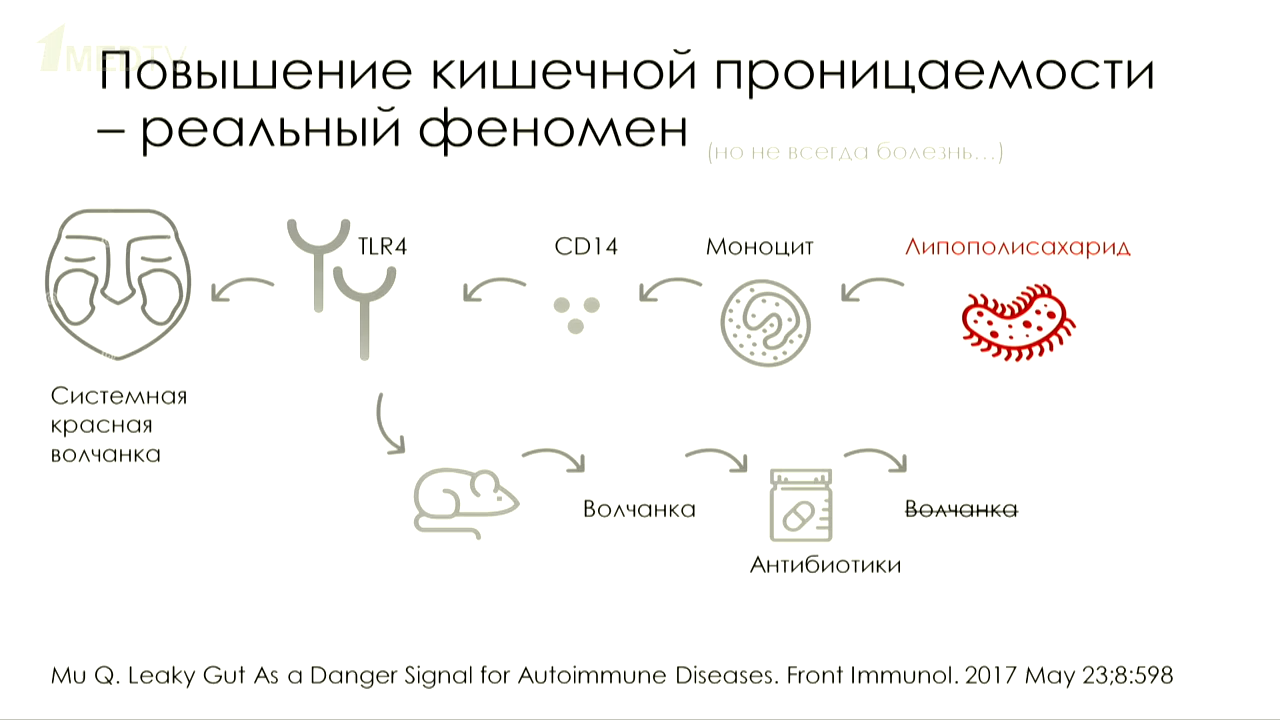 1MEDTV
Повышение кишечной проницаемости
– реальный феномен
(но не всегда болезнь...)
TLR4
CD14
Моноцит
Липополисахарид
Системная
красная
волчанка
Волчанка
Волчанка
Антибиотики
Mu Q. Leaky Gut As a Danger Signal for Autoimmune Diseases. Front Immunol. 2017 May 23;8:598